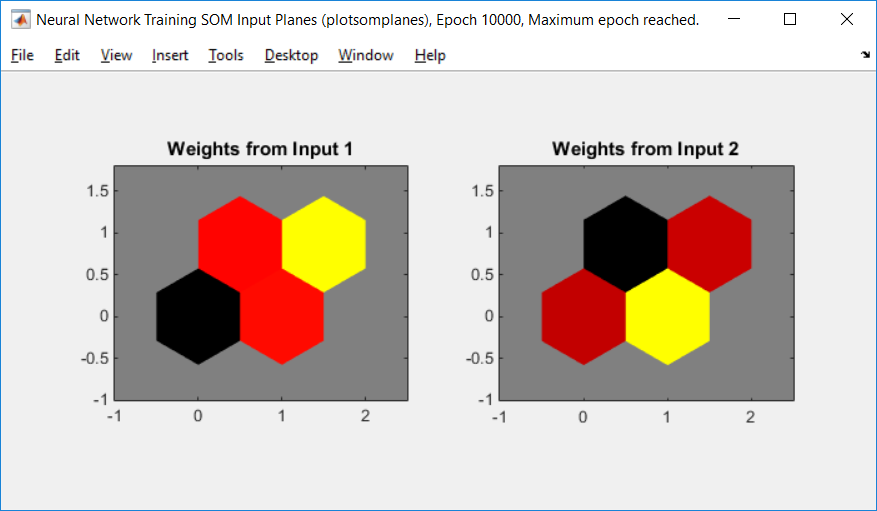 Neural Network Training SOM Input Planes (plotsomplanes), Epoch 10000, Maximum epoch reached.
File Edit View Insert Tools Desktop Window Help
Weights from Input 1
1.5
1
0.5
0
-0.5
-1
-1 0 1 2
Weights from Input 2
1.5
1
0.5
0
-0.5
-1
-1 0 1 2